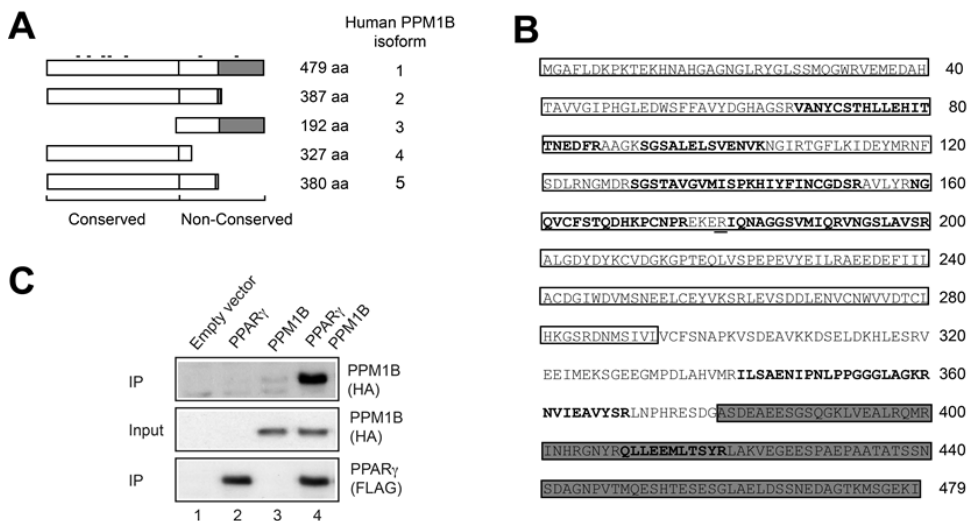 A
Human PPM1B
isoform
479 aa 1
387 aa 2
192 aa 3
327 aa 4
380 aa 5
Conserved Non-Conserved
B
MGAFLDKPKTEKHNAHGAGNGLRYGLSSMQGWRVEMEDAH 40
TAVVGIPHGLEDWSFFAVYDGHAGSRVANYCSTHLLEHIT 80
TNEDFRAAGKSGSALELSVENVKNGIRTGFLKIDEYMRNF 120
SDLRNGMDRSGSTAVGVMISPKHIYFINCGDSRAVLYRNG 160
QVCFSTQDHKPCNPREKERIQNAGGSVMIQRVNGSLAVSR 200
ALGDYDYKCVDGKGPTEQLVSPEPEVYEILRAEEDEFIIL 240
ACDGIWDVMSNEELCEYVKSRLEVSDDLENVCNWVVDTCL 280
HKGSRDNMSIVLVCFSNAPKVSDEAVKKDSELDKHLESRV 320
EEIMEKSGEEGMPDLAHVMRILSAENIPNLPPGGGLAGKR 360
NVIEAVYSRLNPHRESDGASDEAEESGSQGKLVEALRQMR 400
INHRGNYRQLLEEMLTSYRLAKVEGEESPAEPAATATSSN 440
SDAGNPVTMQESHTESESGLAELDSSNEDAGTKMSGEKI 479
C
Empty vector
PPARγ
PPM1B
PPARγ
PPM1B
IP PPM1B
(HA)
Input PPM1B
(HA)
IP PPARγ
(FLAG)
1 2 3 4